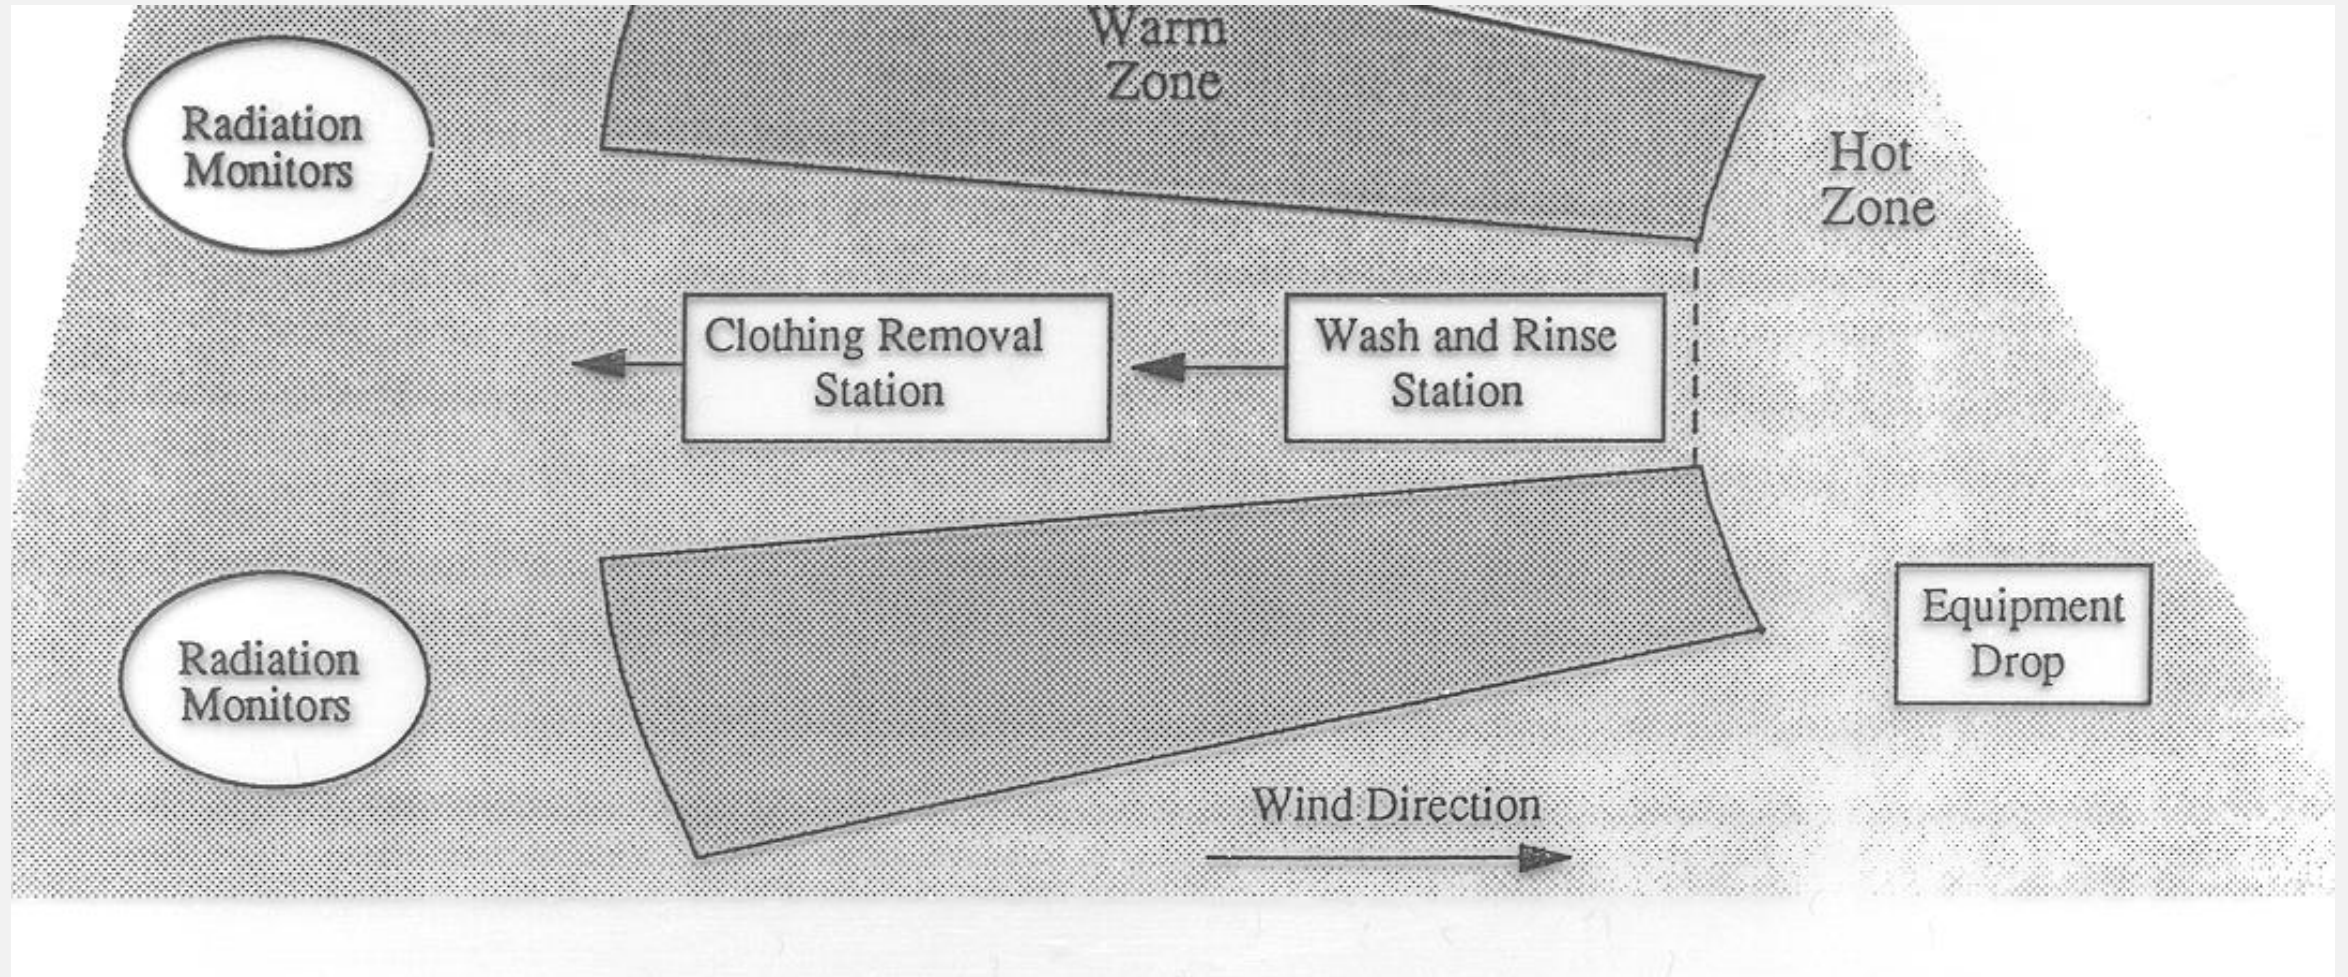 Warm
Zone
Radiation
Monitors
Hot
Zone
Clothing Removal
Station
Wash and Rinse
Station
Equipment
Drop
Radiation
Monitors
Wind Direction